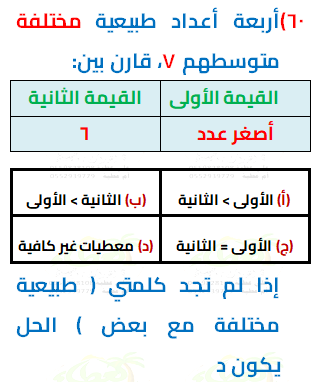 ٦٠)أربعة أعداد طبيعية مختلفة
متوسطهم ٧، قارن بين:
القيمة الأولى القيمة الثانية
أصغر عدد ٦
(أ) الأولى > الثانية (ب) الثانية > الأولى
(ج) الأولى = الثانية (د) معطيات غير كافية
إذا لم تجد كلمتي ( طبيعية
مختلفة مع بعض ) الحل
يكون د